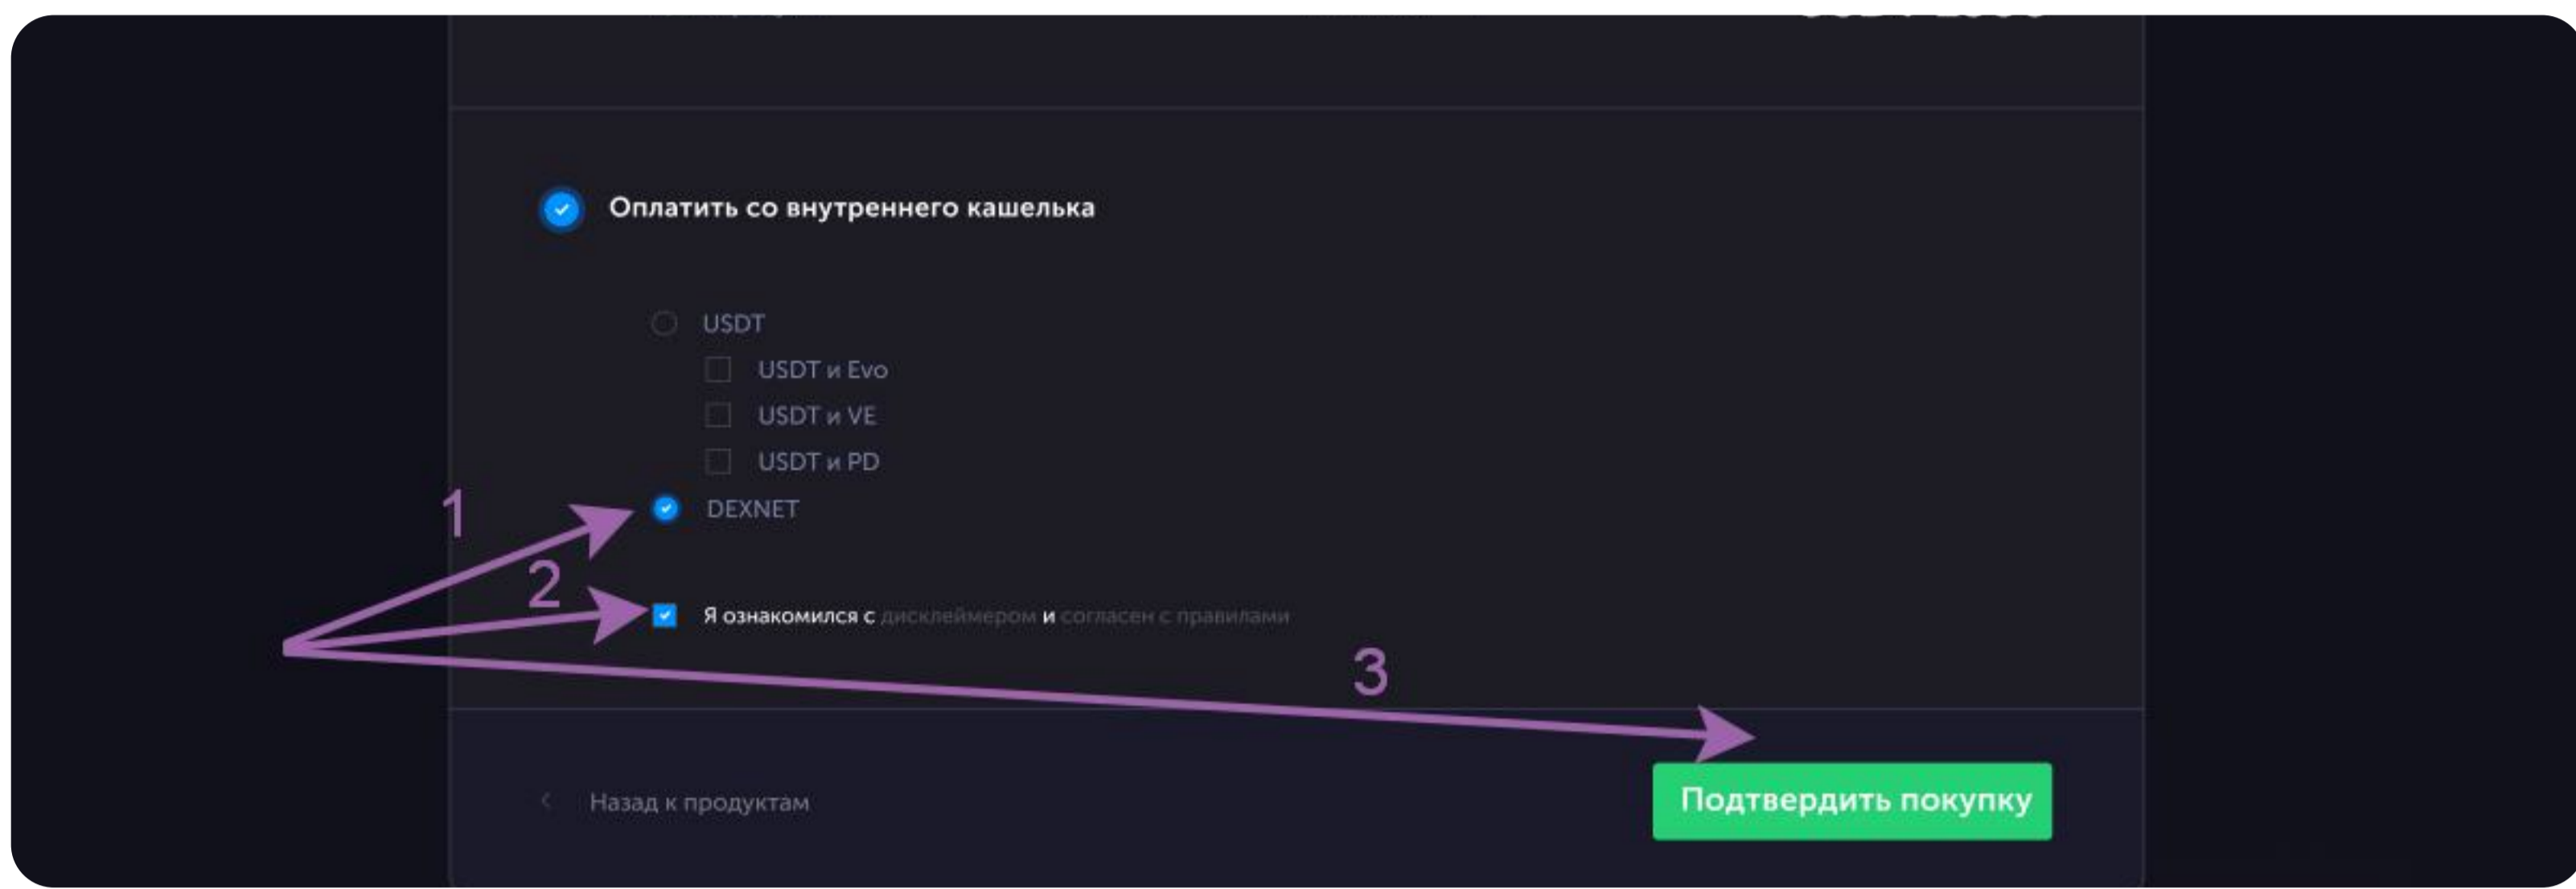 Оплатить со внутреннего кашелька
USDT
USDT и Evo
USDT и VE
USDT и PD
1
DEXNET
2
Я ознакомился с дисклеймером и согласен с правилами
3
Назад к продуктам
Подтвердить покупку